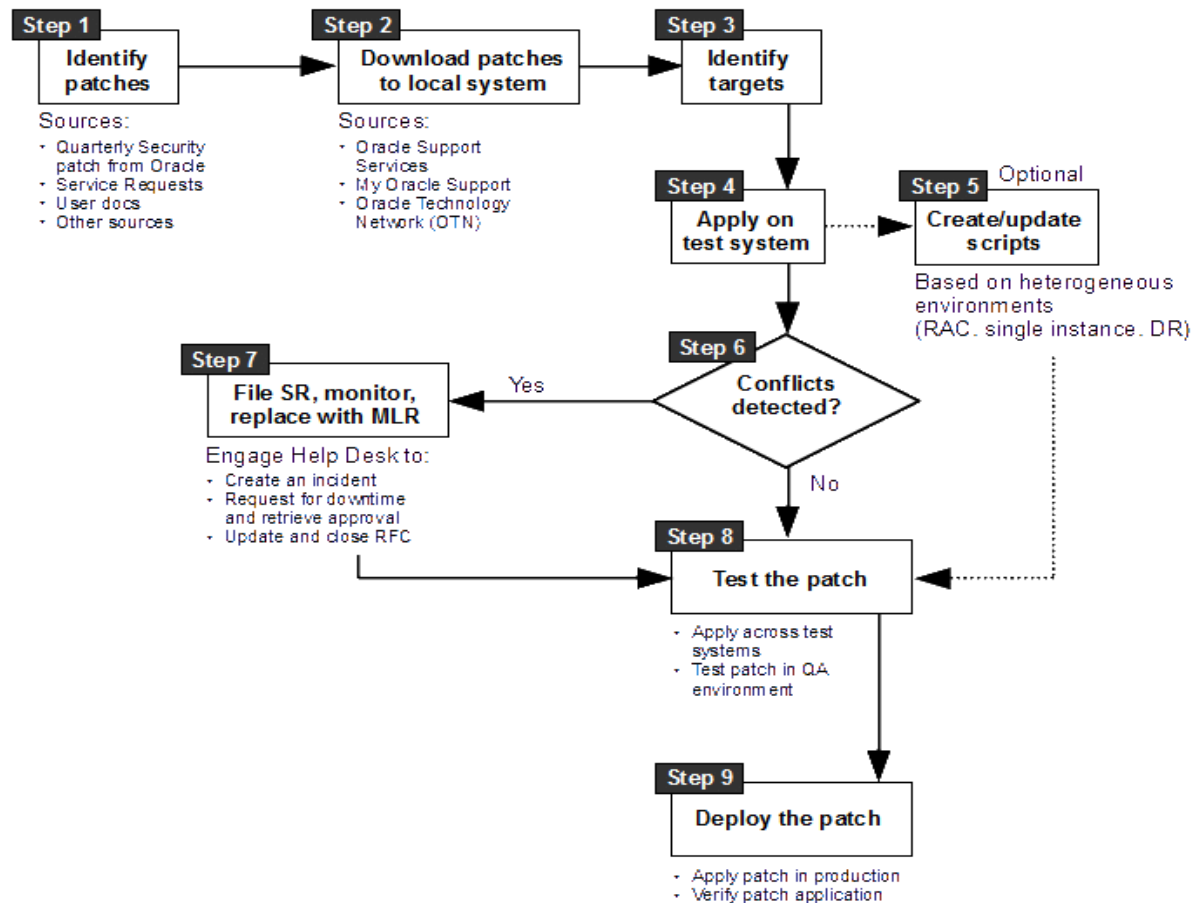 Step 1
Identify
patches
Sources:
· Quarterly Security
patch from Oracle
· Service Requests
· User docs
· Other sources
Step 2
Download patches
to local system
Sources:
· Oracle Support
Services
· My Oracle Support
· Oracle Technology
Network (OTN)
Step 3
Identify
targets
Step 4
Apply on
test system
Step 5
Optional
Create/update
scripts
Based on heterogeneous
environments
(RAC. single instance. DR)
Step 6
Conflicts
detected?
Yes
No
Step 7
File SR, monitor,
replace with MLR
Engage Help Desk to:
· Create an incident
· Request for downtime
and retrieve approval
· Update and close RFC
Step 8
Test the patch
· Apply across test
systems
· Test patch in QA
environment
Step 9
Deploy the patch
· Apply patch in production
· Verify patch application